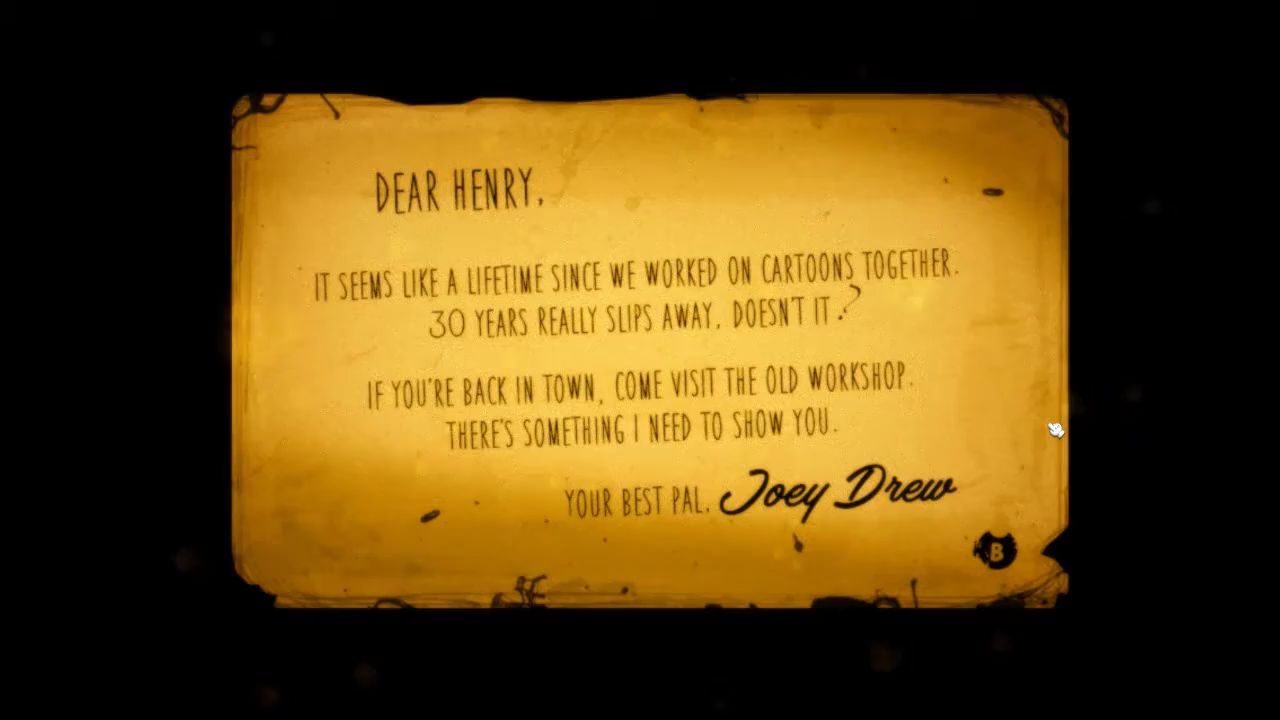 DEAR HENRY,
IT SEEMS LIKE A LIFETIME SINCE WE WORKED ON CARTOONS TOGETHER.
30 YEARS REALLY SLIPS AWAY, DOESN'T IT?
IF YOU'RE BACK IN TOWN, COME VISIT THE OLD WORKSHOP.
THERE'S SOMETHING I NEED TO SHOW YOU.
YOUR BEST PAL, Joey Drew
B